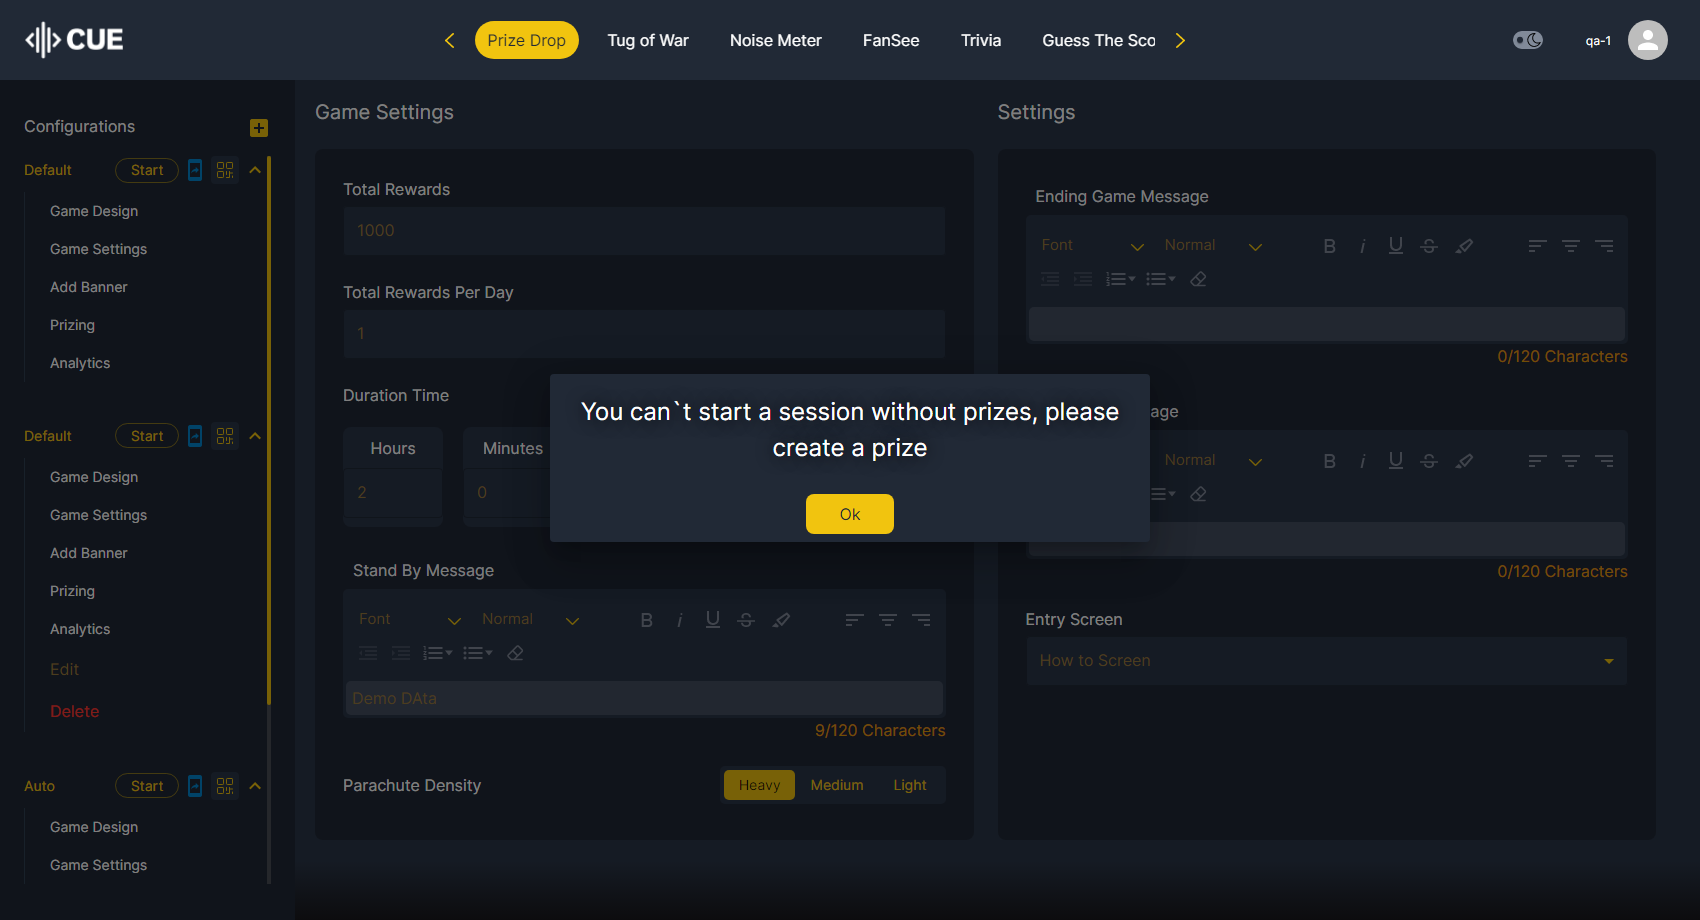 CUE
Prize Drop
Tug of War
Noise Meter
FanSee
Trivia
Guess The Sco
qa-1
Configurations
Default
Start
Game Design
Game Settings
Add Banner
Prizing
Analytics
Default
Start
Game Design
Game Settings
Add Banner
Prizing
Analytics
Edit
Delete
Auto
Start
Game Design
Game Settings
Game Settings
Total Rewards
1000
Total Rewards Per Day
1
Duration Time
Hours
Minutes
2
0
Stand By Message
Font
Normal
Demo DAta
9/120 Characters
Parachute Density
Heavy
Medium
Light
Settings
Ending Game Message
Font
Normal
0/120 Characters
age
Normal
0/120 Characters
Entry Screen
How to Screen
You can`t start a session without prizes, please
create a prize
Ok